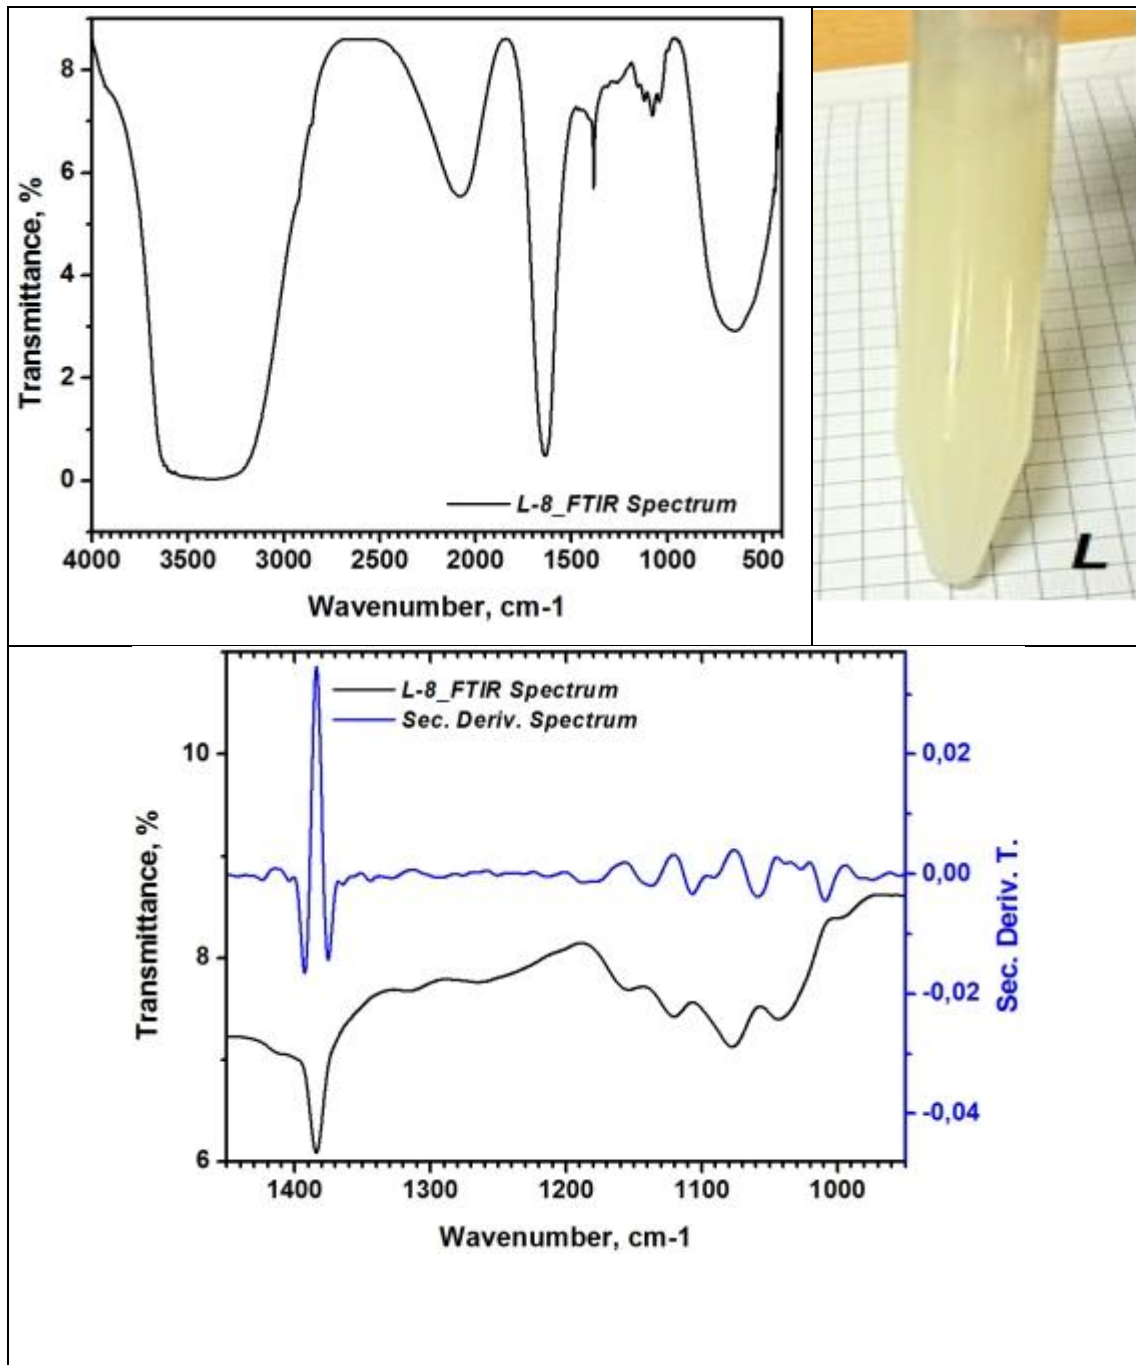 Transmittance, %
8
6
4
2
0
L-8_FTIR Spectrum
4000 3500 3000 2500 2000 1500 1000 500
Wavenumber, cm-1
L
L-8_FTIR Spectrum
Sec. Deriv. Spectrum
Transmittance, %
10
8
6
0,02
0,00
-0,02
-0,04
Sec. Deriv. T.
1400 1300 1200 1100 1000
Wavenumber, cm-1